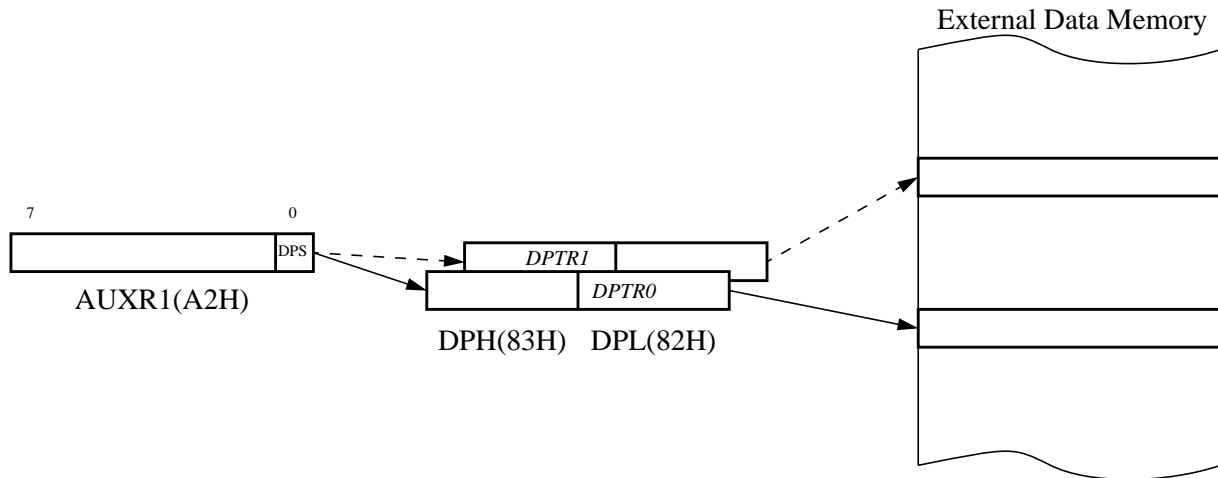 External Data Memory
7 0
DPS
DPTR1
DPTR0
AUXR1(A2H)
DPH(83H) DPL(82H)